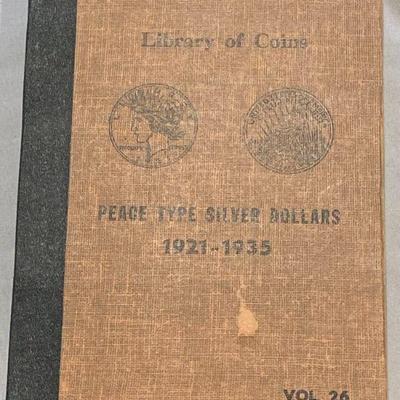 Library of Coins
PEACE TYPE SILVER DOLLARS
1921-1935
VOL. 26